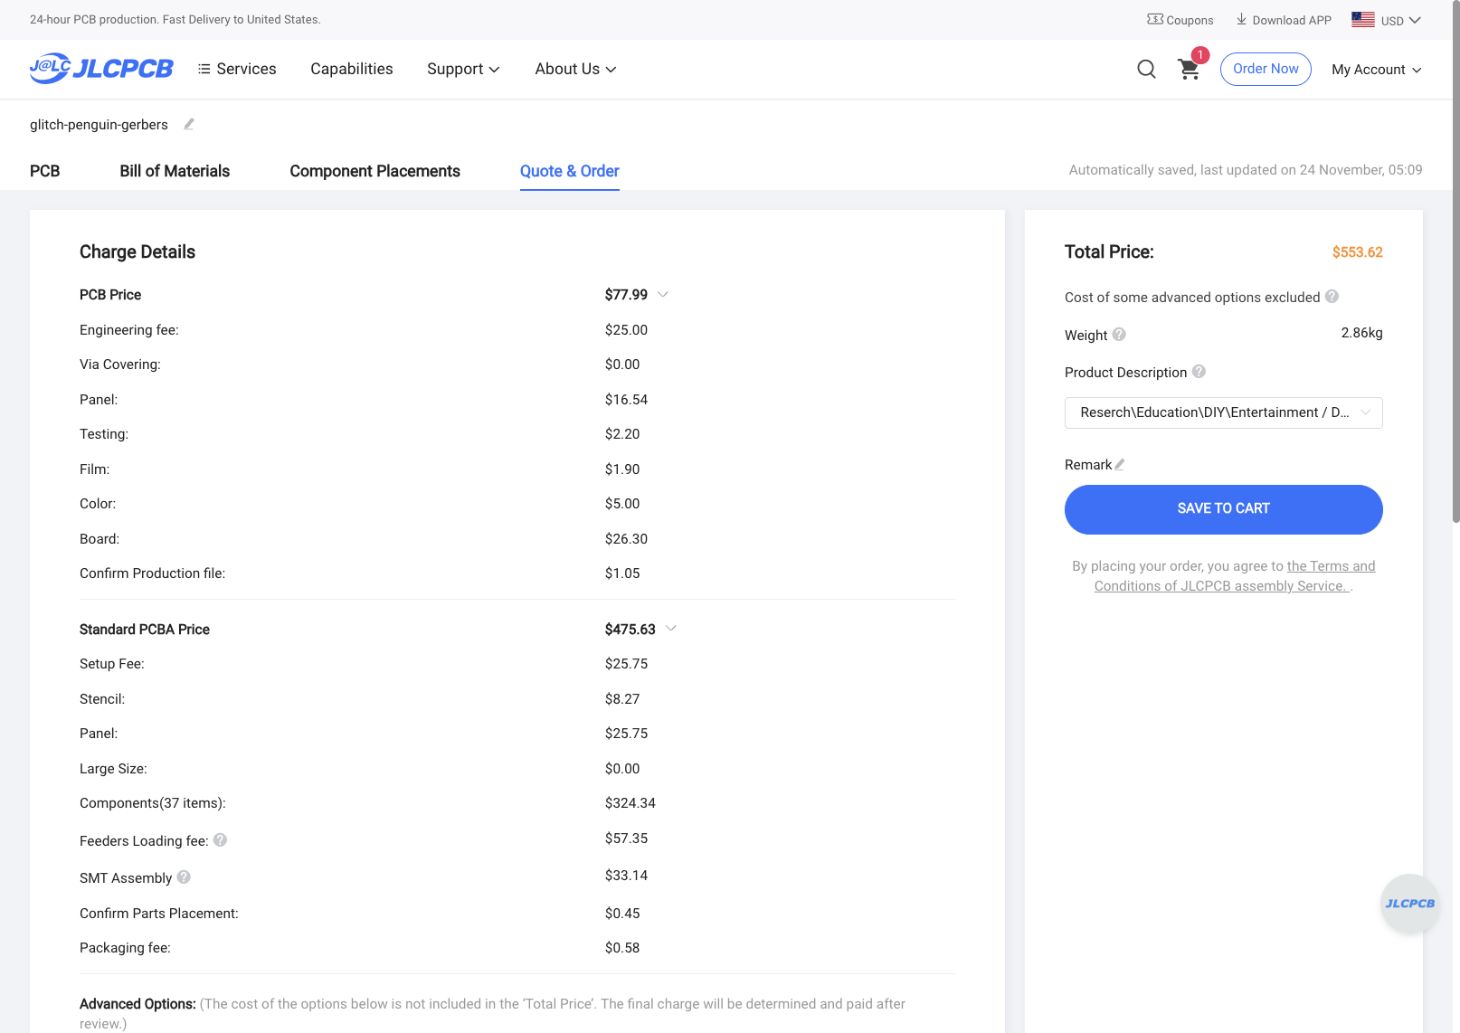 24-hour PCB production. Fast Delivery to United States.
Coupons
Download APP
USD
J@LC JLCPCB
Services
Capabilities
Support
About Us
1
Order Now
My Account
glitch-penguin-gerbers
PCB
Bill of Materials
Component Placements
Quote & Order
Automatically saved, last updated on 24 November, 05:09
Charge Details
PCB Price $77.99
Engineering fee: $25.00
Via Covering: $0.00
Panel: $16.54
Testing: $2.20
Film: $1.90
Color: $5.00
Board: $26.30
Confirm Production file: $1.05
Standard PCBA Price $475.63
Setup Fee: $25.75
Stencil: $8.27
Panel: $25.75
Large Size: $0.00
Components(37 items): $324.34
Feeders Loading fee: ? $57.35
SMT Assembly ? $33.14
Confirm Parts Placement: $0.45
Packaging fee: $0.58
Advanced Options: (The cost of the options below is not included in the 'Total Price'. The final charge will be determined and paid after
review.)
Total Price: $553.62
Cost of some advanced options excluded ?
Weight ? 2.86kg
Product Description ?
Reserch\Education\DIY\Entertainment / D...
Remark
SAVE TO CART
By placing your order, you agree to the Terms and
Conditions of JLCPCB assembly Service. .
JLCPCB